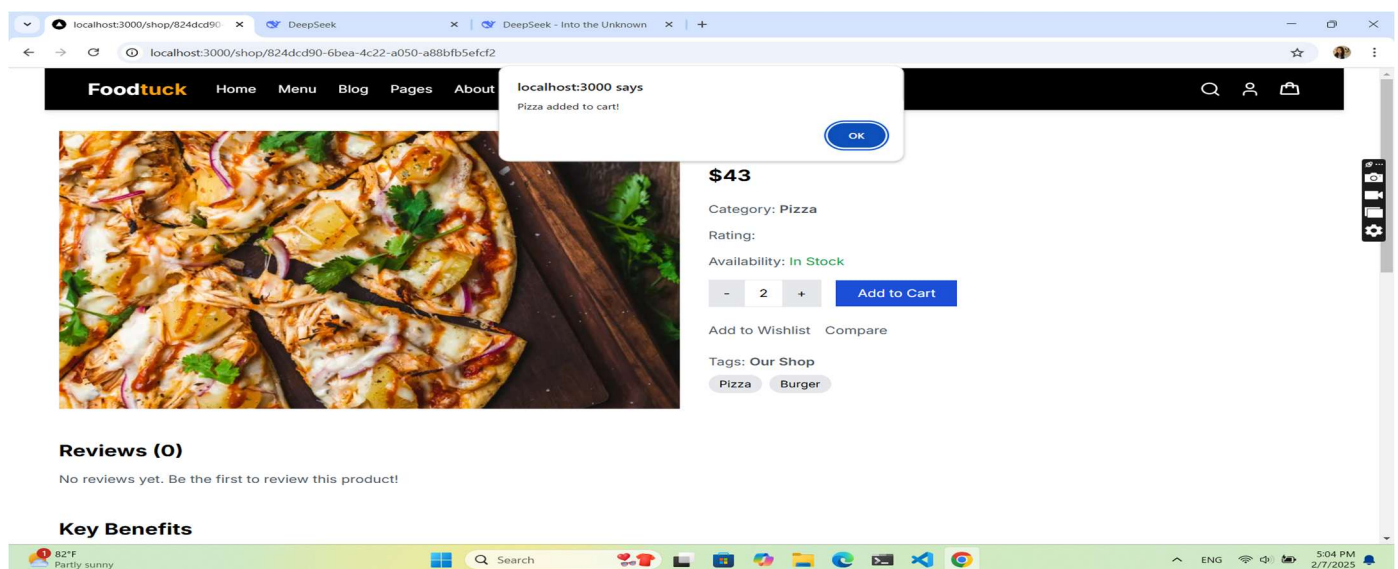 localhost:3000/shop/824dcd90
DeepSeek
DeepSeek - Into the Unknown
localhost:3000/shop/824dcd90-6bea-4c22-a050-a88bfb5efcf2
Foodtuck Home Menu Blog Pages About
localhost:3000 says
Pizza added to cart!
OK
$43
Category: Pizza
Rating:
Availability: In Stock
- 2 + Add to Cart
Add to Wishlist Compare
Tags: Our Shop
Pizza Burger
Reviews (0)
No reviews yet. Be the first to review this product!
Key Benefits
1 82°F
Partly sunny
Search
ENG
5:04 PM
2/7/2025